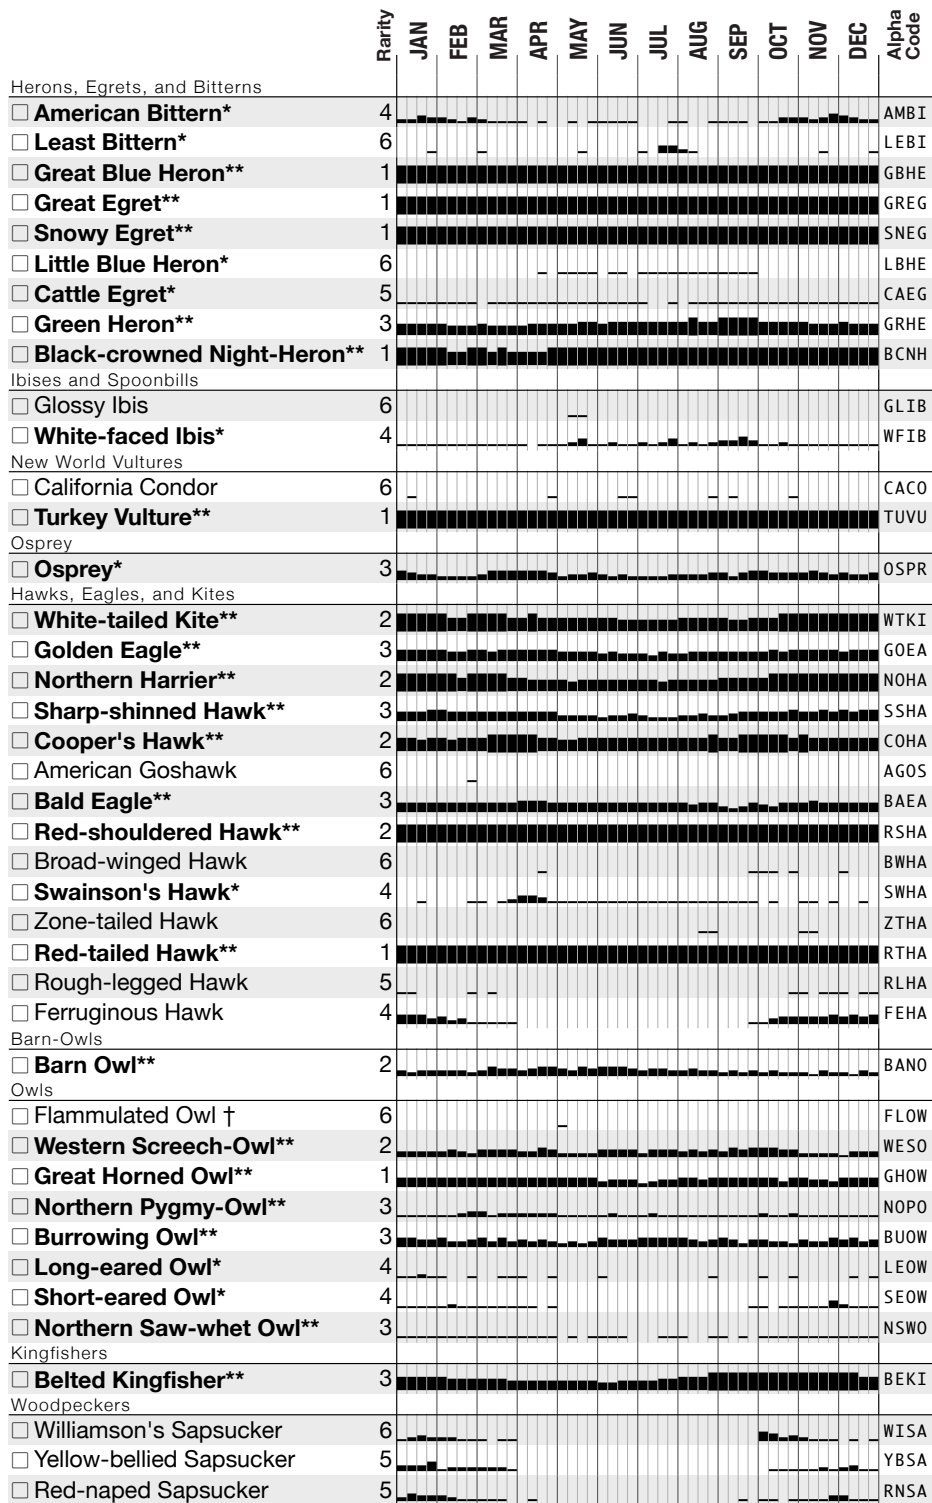 Rarity JAN FEB MAR APR MAY JUN JUL AUG SEP OCT NOV DEC Alpha Code
Herons, Egrets, and Bitterns
American Bittern* 4 AMBI
Least Bittern* 6 LEBI
Great Blue Heron** 1 GBHE
Great Egret** 1 GREG
Snowy Egret** 1 SNEG
Little Blue Heron* 6 LBHE
Cattle Egret* 5 CAEG
Green Heron** 3 GRHE
Black-crowned Night-Heron** 1 BCNH
Ibises and Spoonbills
Glossy Ibis 6 GLIB
White-faced Ibis* 4 WFIB
New World Vultures
California Condor 6 CACO
Turkey Vulture** 1 TUVU
Osprey
Osprey* 3 OSPR
Hawks, Eagles, and Kites
White-tailed Kite** 2 WTKI
Golden Eagle** 3 GOEA
Northern Harrier** 2 NOHA
Sharp-shinned Hawk** 3 SSHA
Cooper's Hawk** 2 COHA
American Goshawk 6 AGOS
Bald Eagle** 3 BAEA
Red-shouldered Hawk** 2 RSHA
Broad-winged Hawk 6 BWHA
Swainson's Hawk* 4 SWHA
Zone-tailed Hawk 6 ZTHA
Red-tailed Hawk** 1 RTHA
Rough-legged Hawk 5 RLHA
Ferruginous Hawk 4 FEHA
Barn-Owls
Barn Owl** 2 BANO
Owls
Flammulated Owl † 6 FLOW
Western Screech-Owl** 2 WESO
Great Horned Owl** 1 GHOW
Northern Pygmy-Owl** 3 NOPO
Burrowing Owl** 3 BUOW
Long-eared Owl* 4 LEOW
Short-eared Owl* 4 SEOW
Northern Saw-whet Owl** 3 NSWO
Kingfishers
Belted Kingfisher** 3 BEKI
Woodpeckers
Williamson's Sapsucker 6 WISA
Yellow-bellied Sapsucker 5 YBSA
Red-naped Sapsucker 5 RNSA